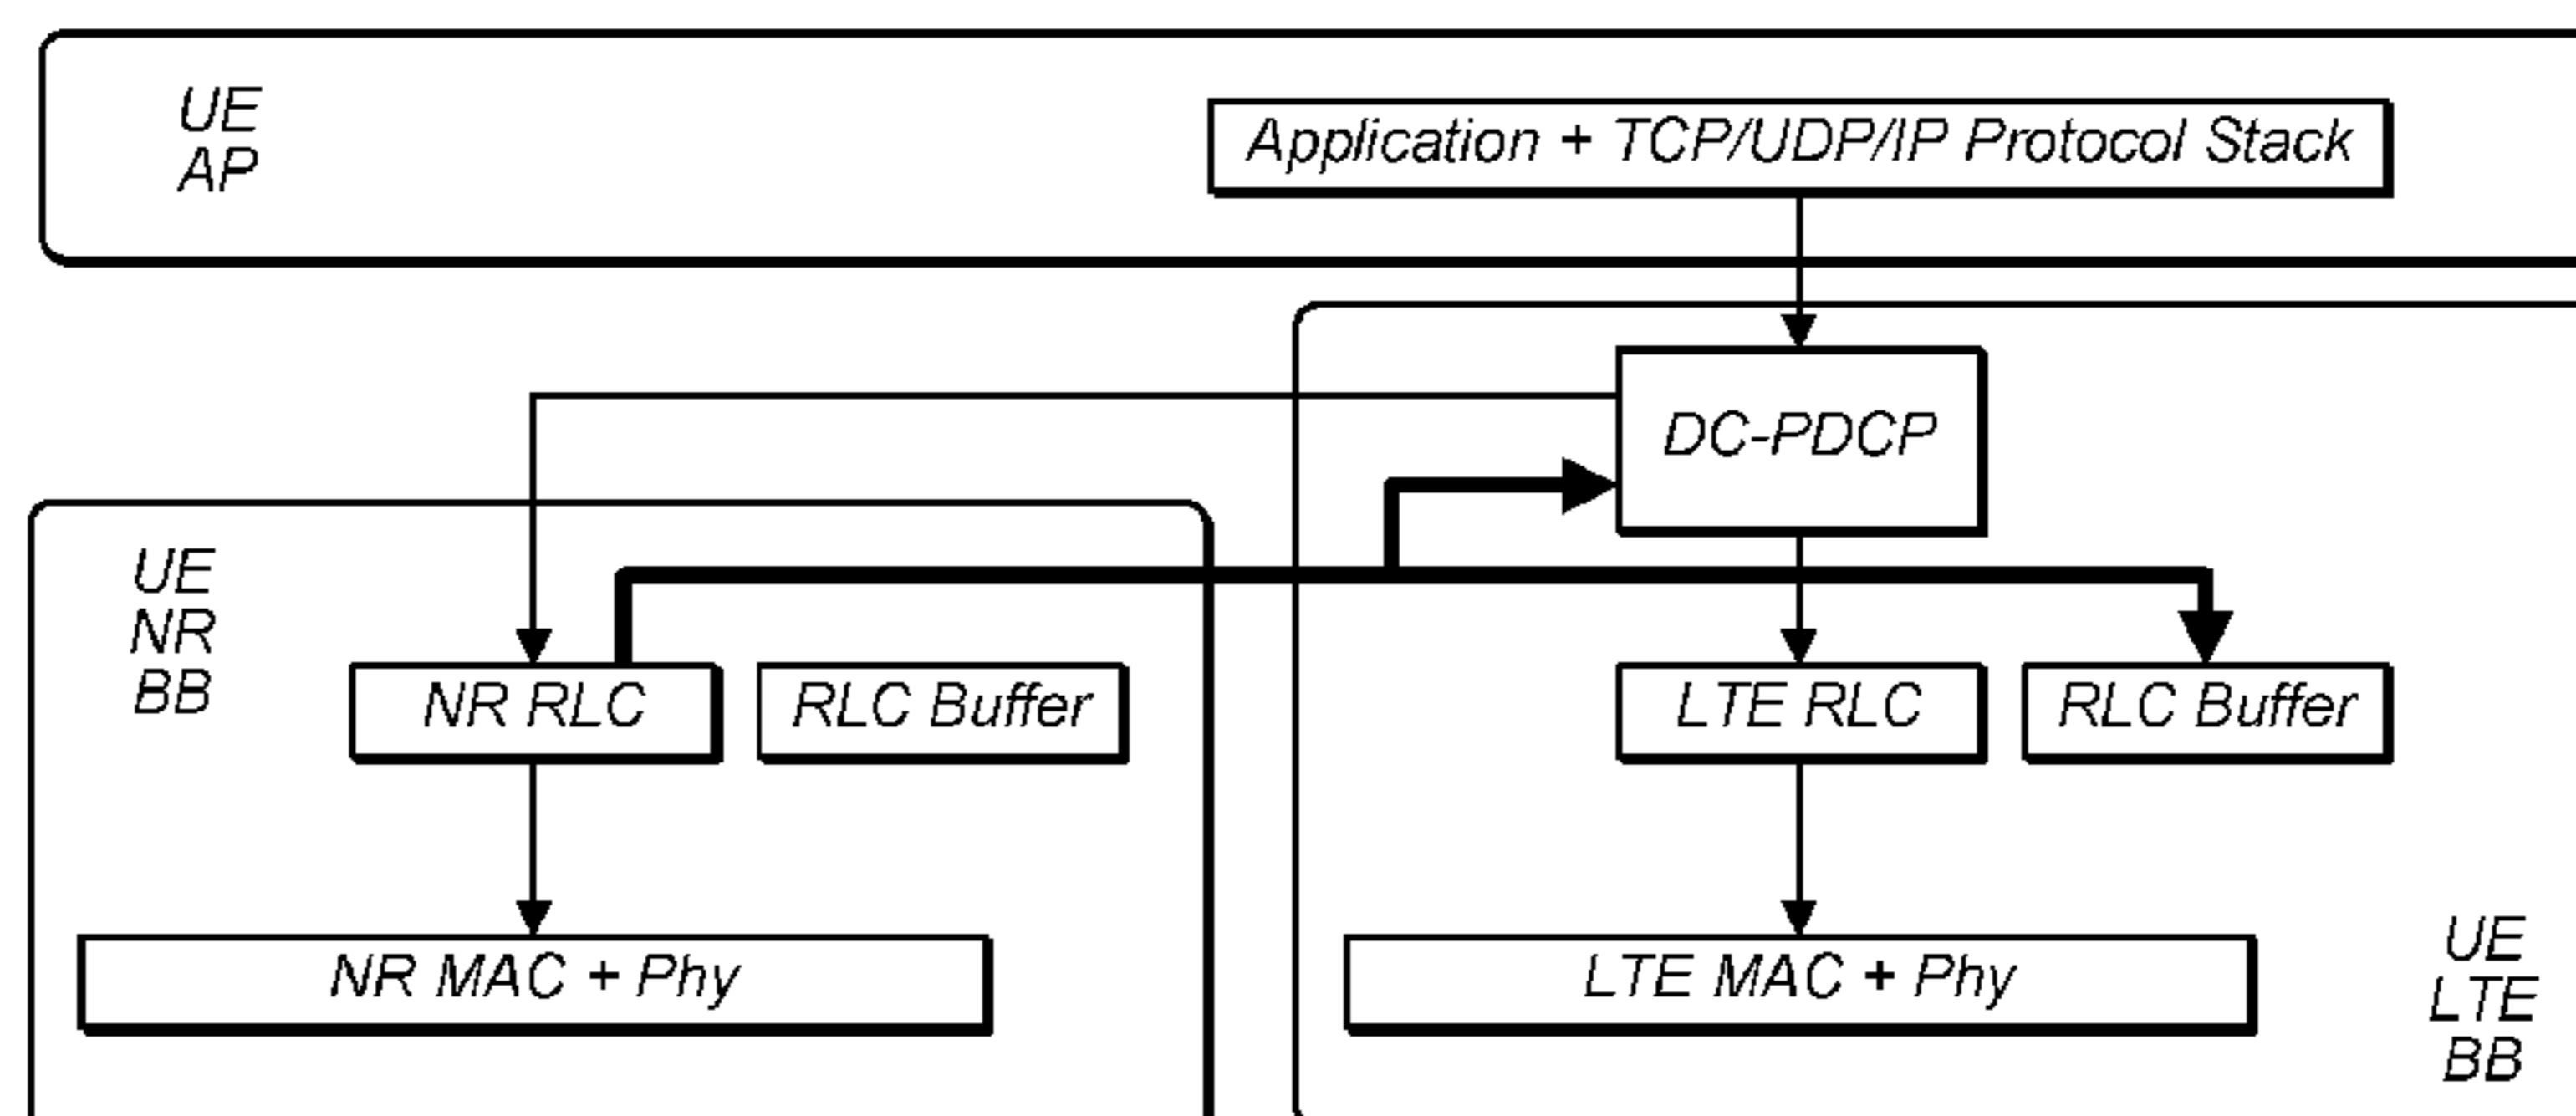 UE
AP
Application + TCP/UDP/IP Protocol Stack
DC-PDCP
UE
NR
BB
NR RLC
RLC Buffer
LTE RLC
RLC Buffer
NR MAC + Phy
LTE MAC + Phy
UE
LTE
BB